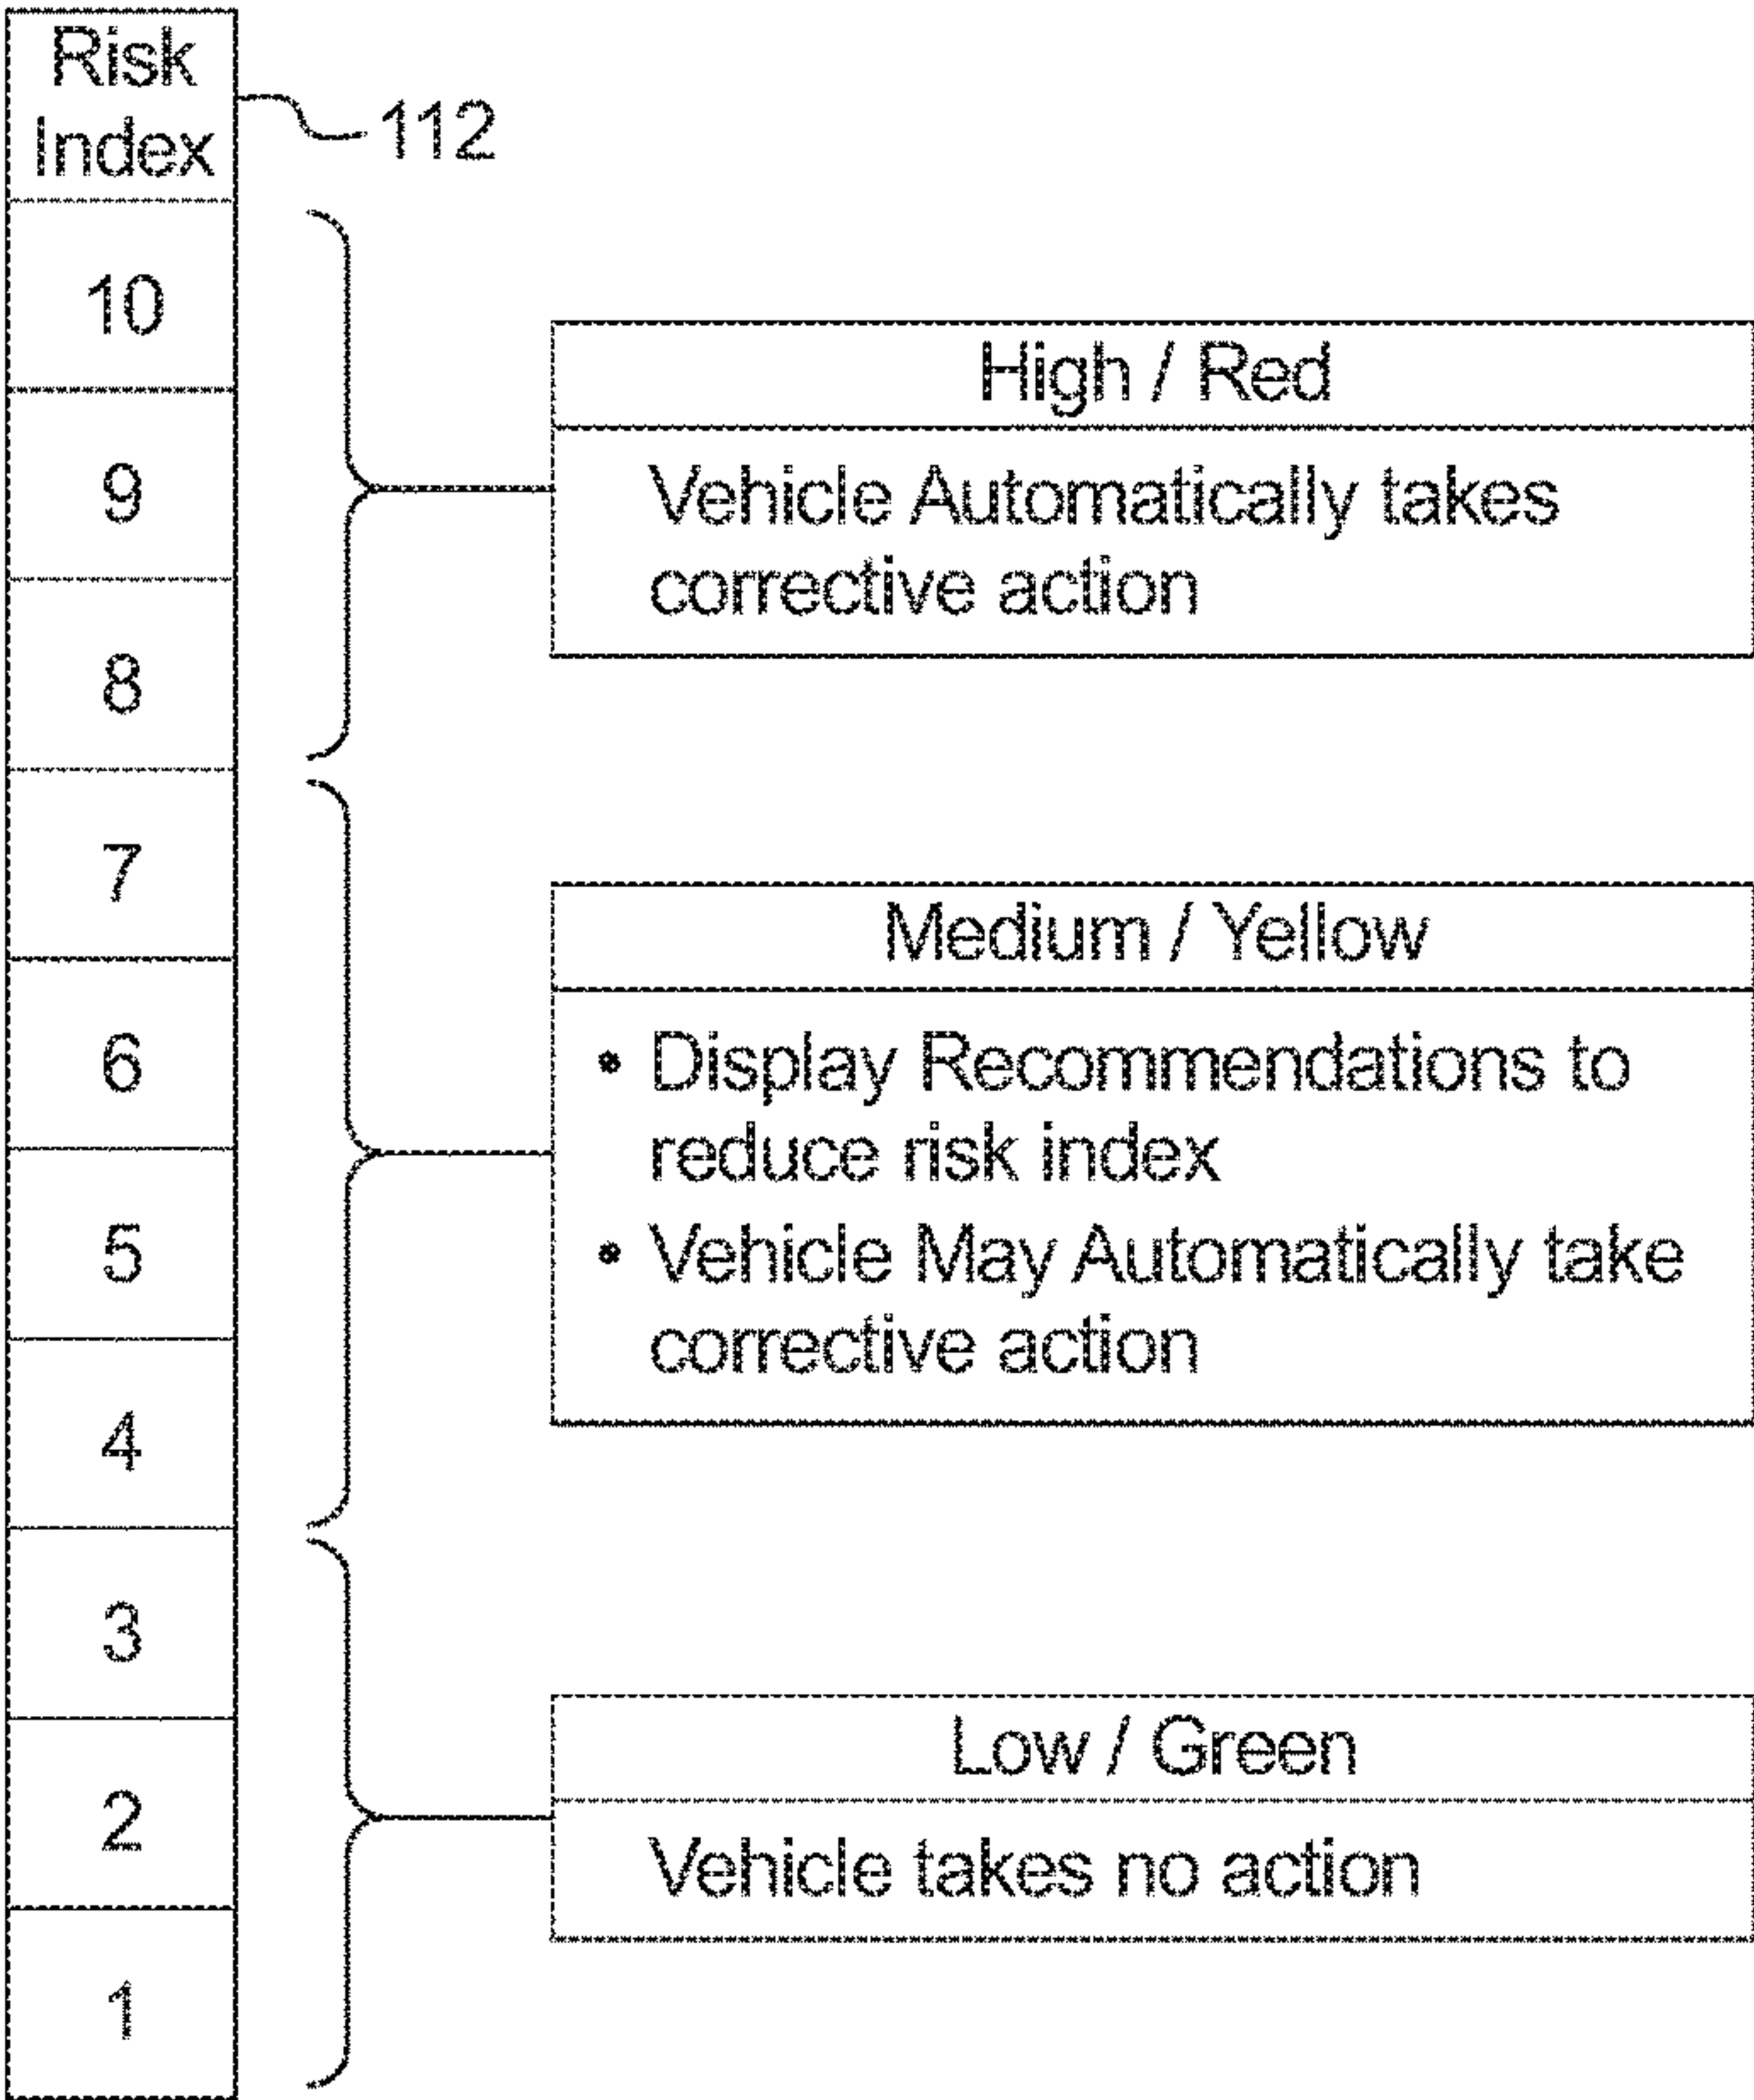 Risk
Index
112
10
9
8
7
6
5
4
3
2
1
High / Red
Vehicle Automatically takes
corrective action
Medium / Yellow
• Display Recommendations to
reduce risk index
• Vehicle May Automatically take
corrective action
Low / Green
Vehicle takes no action